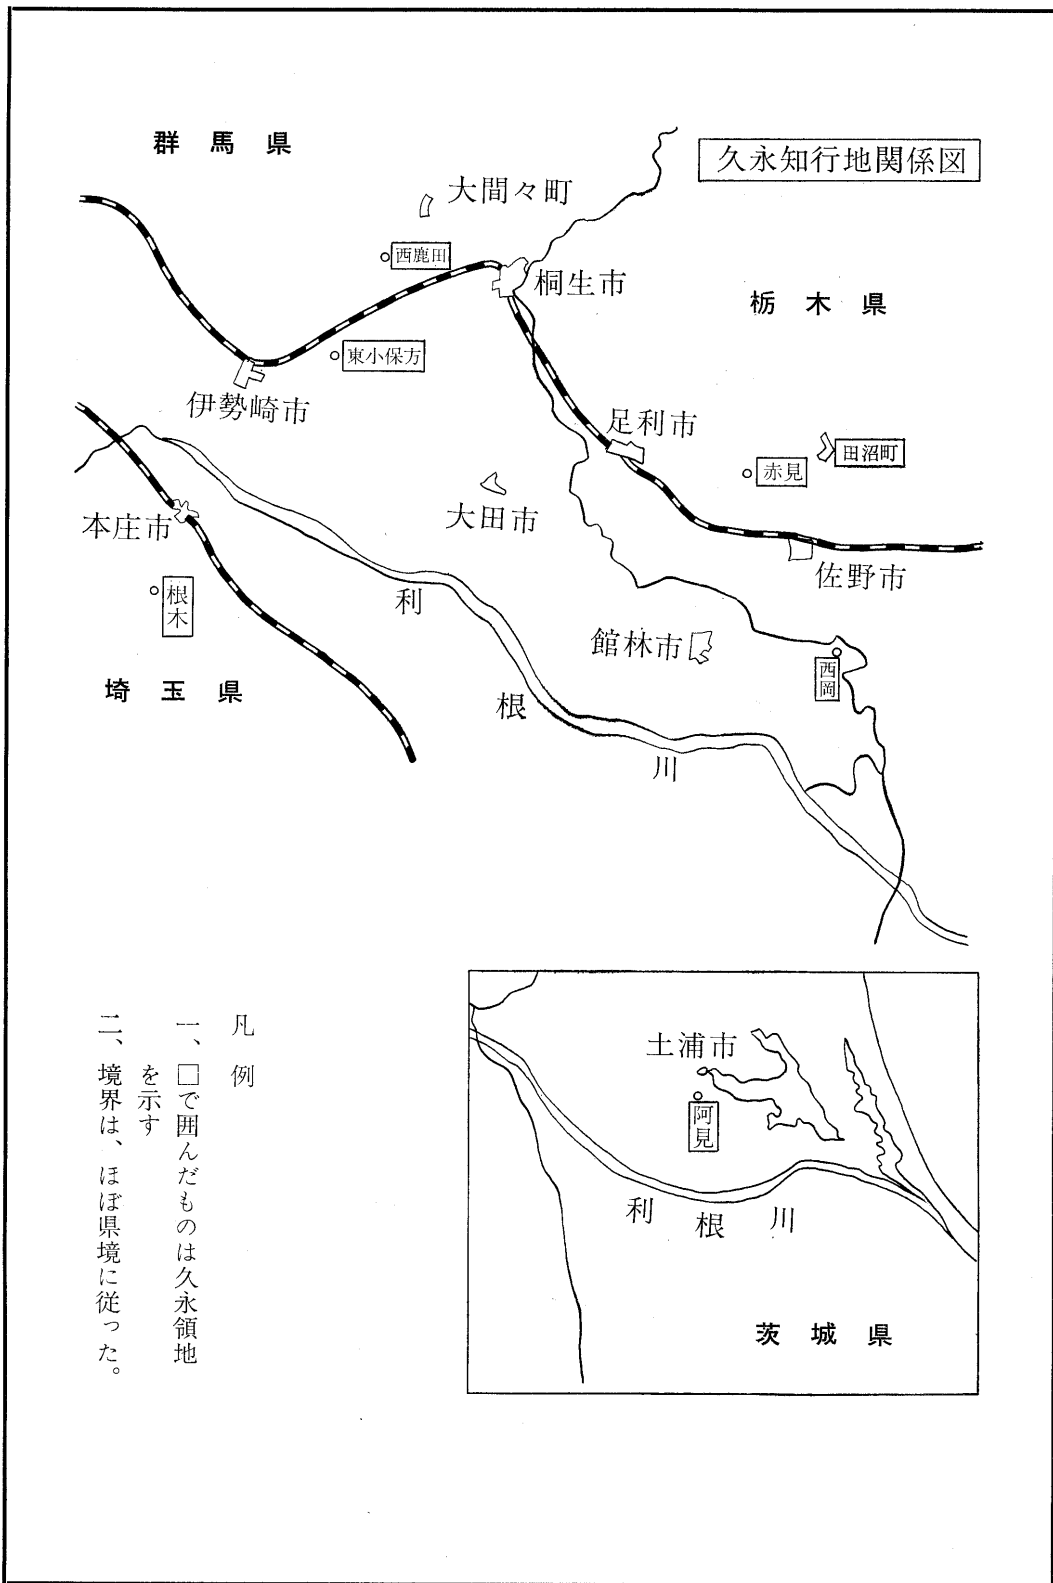 久永知行地関係図
群馬県
大間々町
西鹿田
桐生市
栃木県
東小保方
伊勢崎市
足利市
田沼町
赤見
大田市
本庄市
佐野市
根木
利根川
館林市
西岡
埼玉県
土浦市
阿見
利根川
茨城県
凡例
一、□で囲んだものは久永領地
を示す
二、境界は、ほぼ県境に従った。